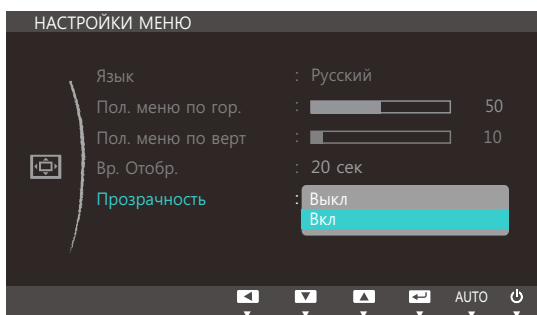 НАСТРОЙКИ МЕНЮ
Язык : Русский
Пол. меню по гор. : 50
Пол. меню по верт : 10
Вр. Отобр. : 20 сек
Прозрачность : Выкл
Вкл
AUTO